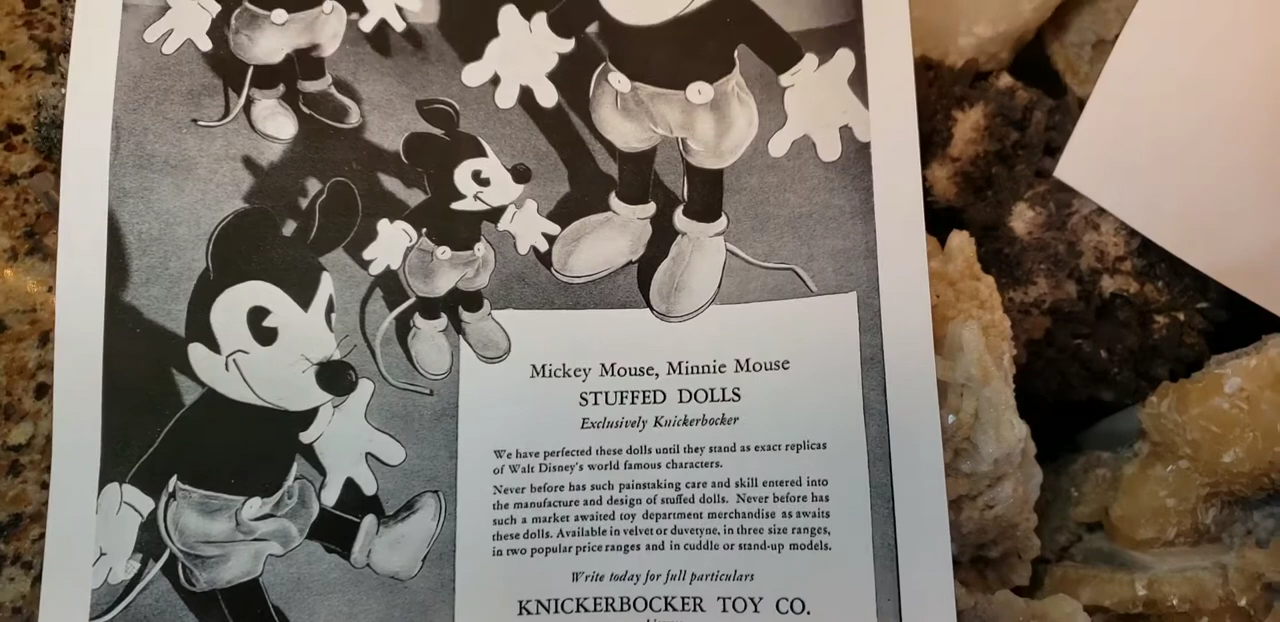 Mickey Mouse, Minnie Mouse
STUFFED DOLLS
Exclusively Knickerbocker
We have perfected these dolls until they stand as exact replicas
of Walt Disney's world famous characters.
Never before has such painstaking care and skill entered into
the manufacture and design of stuffed dolls. Never before has
such a market awaited toy department merchandise as awaits
these dolls. Available in velvet or duvetyne, in three size ranges,
in two popular price ranges and in cuddle or stand-up models.
Write today for full particulars
KNICKERBOCKER TOY CO.